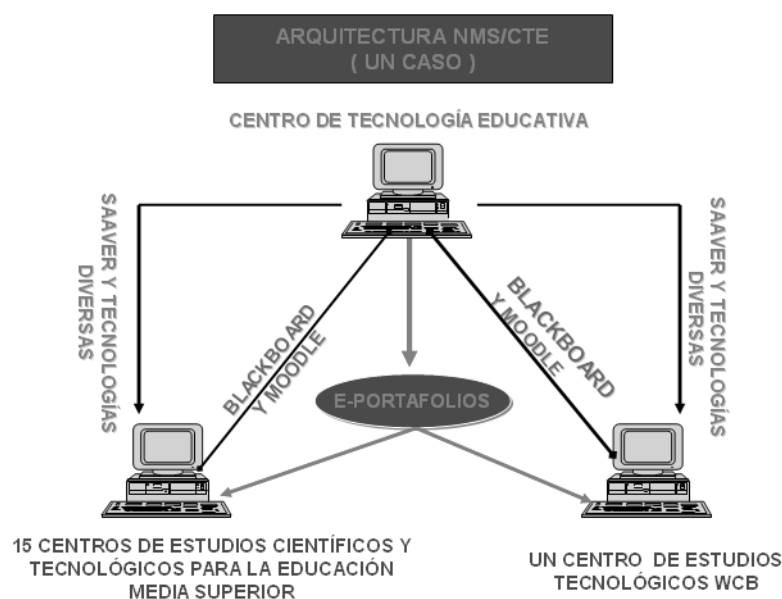 ARQUITECTURA NMS/CTE
( UN CASO )
CENTRO DE TECNOLOGÍA EDUCATIVA
SAAVER Y TECNOLOGÍAS
DIVERSAS
BLACKBOARD
Y MOODLE
BLACKBOARD
Y MOODLE
SAAVER Y TECNOLOGÍAS
DIVERSAS
E-PORTAFOLIOS
15 CENTROS DE ESTUDIOS CIENTÍFICOS Y
TECNOLÓGICOS PARA LA EDUCACIÓN
MEDIA SUPERIOR
UN CENTRO DE ESTUDIOS
TECNOLÓGICOS WCB